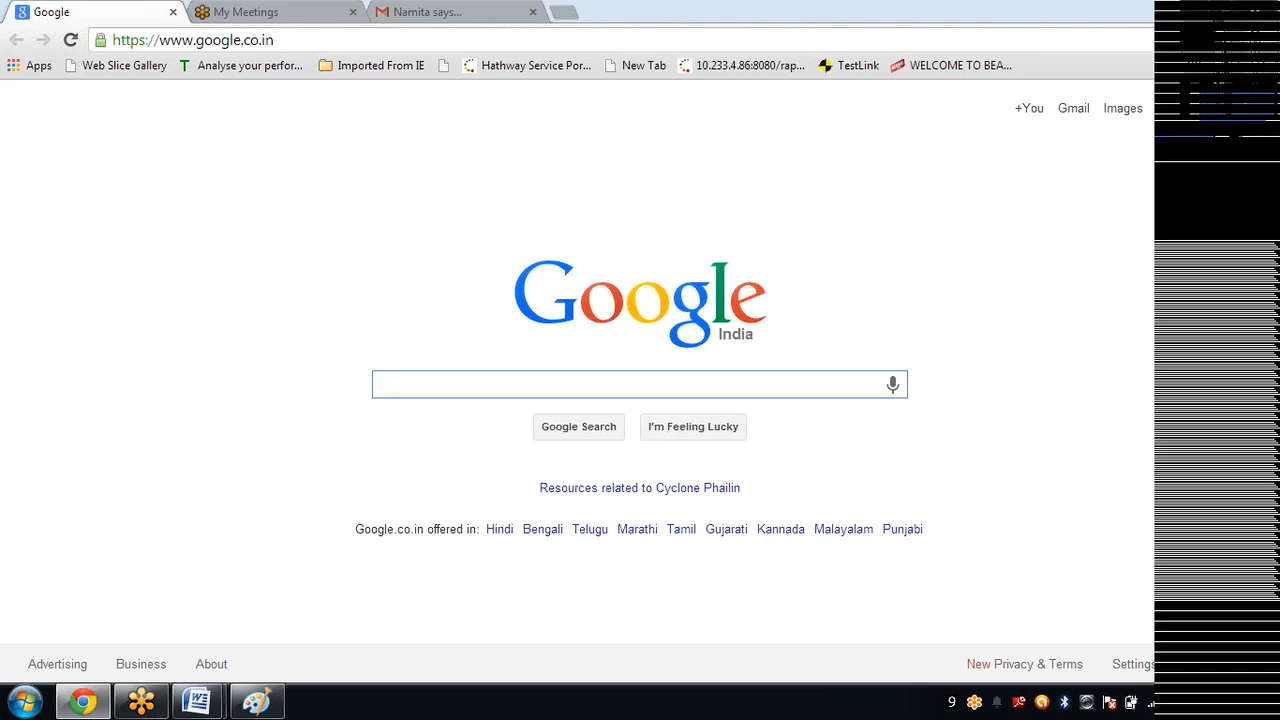 Google My Meetings Namita says...
https://www.google.co.in
Apps Web Slice Gallery Analyse your perfor... Imported From IE Hathway - Broadban... New Tab 10.233.4.86:8080/rep... TestLink WELCOME TO BEA...
+You Gmail Images
Google
India
Google Search I'm Feeling Lucky
Resources related to Cyclone Phailin
Google.co.in offered in: Hindi Bengali Telugu Marathi Tamil Gujarati Kannada Malayalam Punjabi
Advertising Business About New Privacy & Terms Settings
9